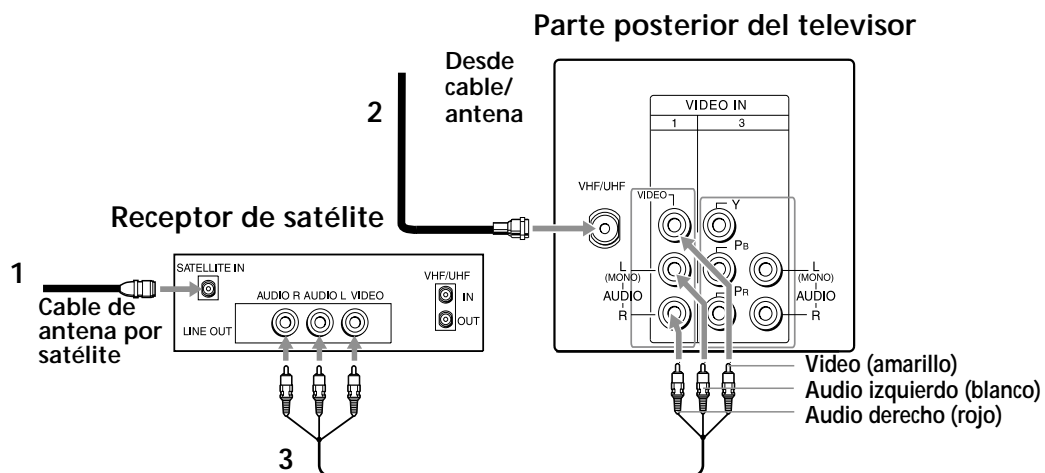 Parte posterior del televisor
Desde
cable/
antena
2
VIDEO IN
1 3
VHF/UHF
VIDEO
Y
PB
L
(MONO)
AUDIO
R
PR
L
(MONO)
AUDIO
R
Receptor de satélite
1
Cable de
antena por
satélite
SATELLITE IN
AUDIO R AUDIO L VIDEO
LINE OUT
VHF/UHF
IN
OUT
Video (amarillo)
Audio izquierdo (blanco)
Audio derecho (rojo)
3